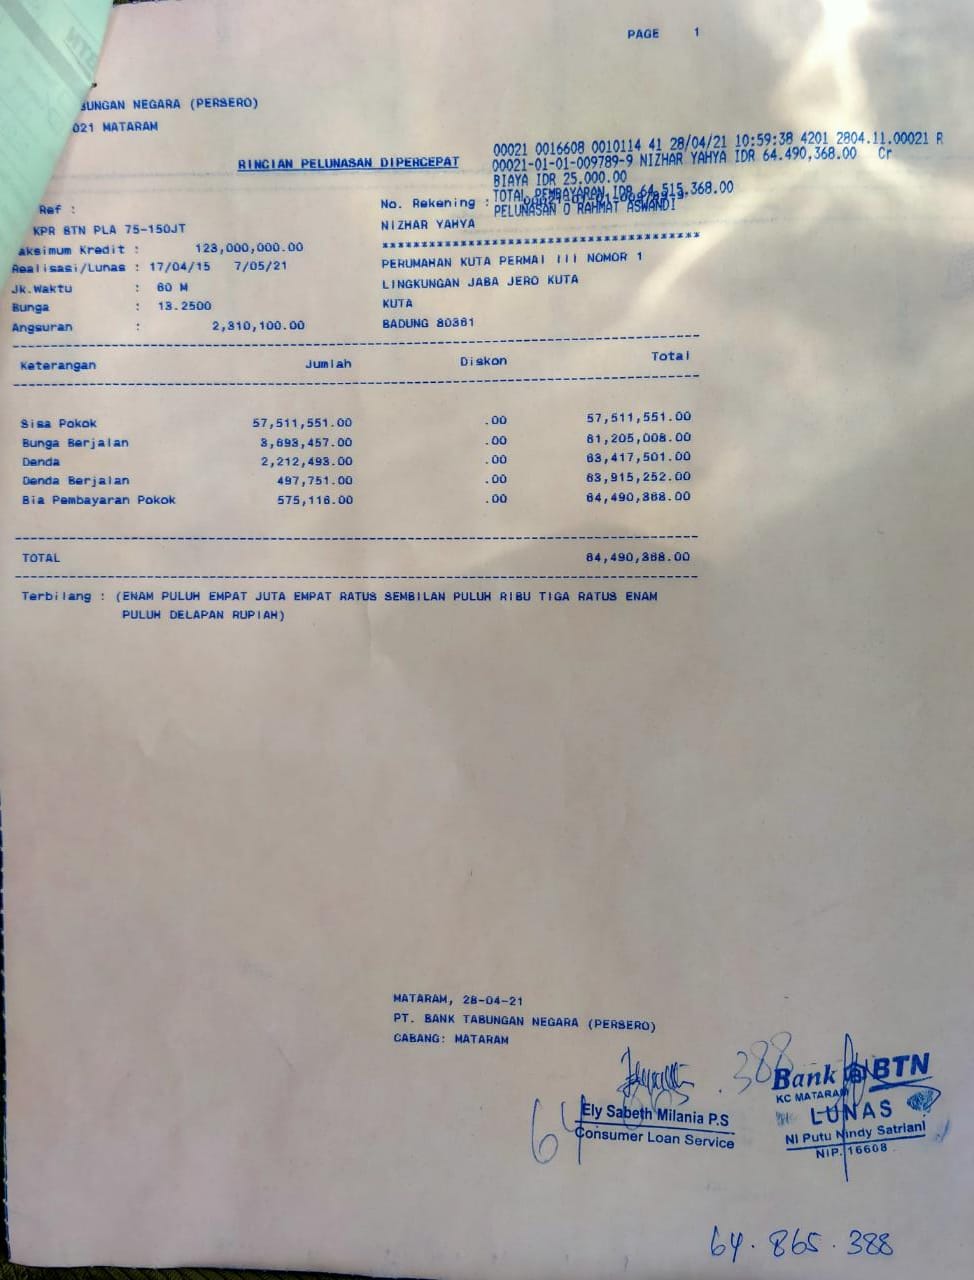 PAGE 1
BUNGAN NEGARA (PERSERO)
021 MATARAM
RINCIAN PELUNASAN DIPERCEPAT
00021 0016608 0010114 41 28/04/21 10:59:38 4201 2804.11.00021 R
00021-01-01-009789-9 NIZHAR YAHYA IDR 64.490,368.00 Cr
BIAYA IDR 25.000.00
TOTAL PEMBAYARAN IDR 64,515,368.00
PELUNASAN O RAHMAT ASWANDI
Ref :
No. Rekening :
KPR BTN PLA 75-150JT
NIZHAR YAHYA
aksimum Kredit : 123,000,000.00
****************************************
Realisasi/Lunas : 17/04/15 7/05/21
PERUMAHAN KUTA PERMAI III NOMOR 1
Jk.Waktu : 60 M
LINGKUNGAN JABA JERO KUTA
Bunga : 13.2500
KUTA
Angsuran : 2,810,100.00
BADUNG 80361
Keterangan Jumlah Diskon Total
Sisa Pokok 57,511,551.00 .00 57,511,551.00
Bunga Berjalan 3,693,457.00 .00 61,205,008.00
Denda 2,212,493.00 .00 63,417,501.00
Denda Berjalan 497,751.00 .00 63,915,252.00
Bia Pembayaran Pokok 575,116.00 .00 64,490,368.00
TOTAL 64,490,368.00
Terbilang : (ENAM PULUH EMPAT JUTA EMPAT RATUS SEMBILAN PULUH RIBU TIGA RATUS ENAM
PULUH DELAPAN RUPIAH)
MATARAM, 28-04-21
PT. BANK TABUNGAN NEGARA (PERSERO)
CABANG: MATARAM
Ely Sabeth Milania P.S
Consumer Loan Service
Bank BTN
KC MATARAM
LUNAS
Ni Putu Nindy Satriani
NIP. 16608
64.865.388